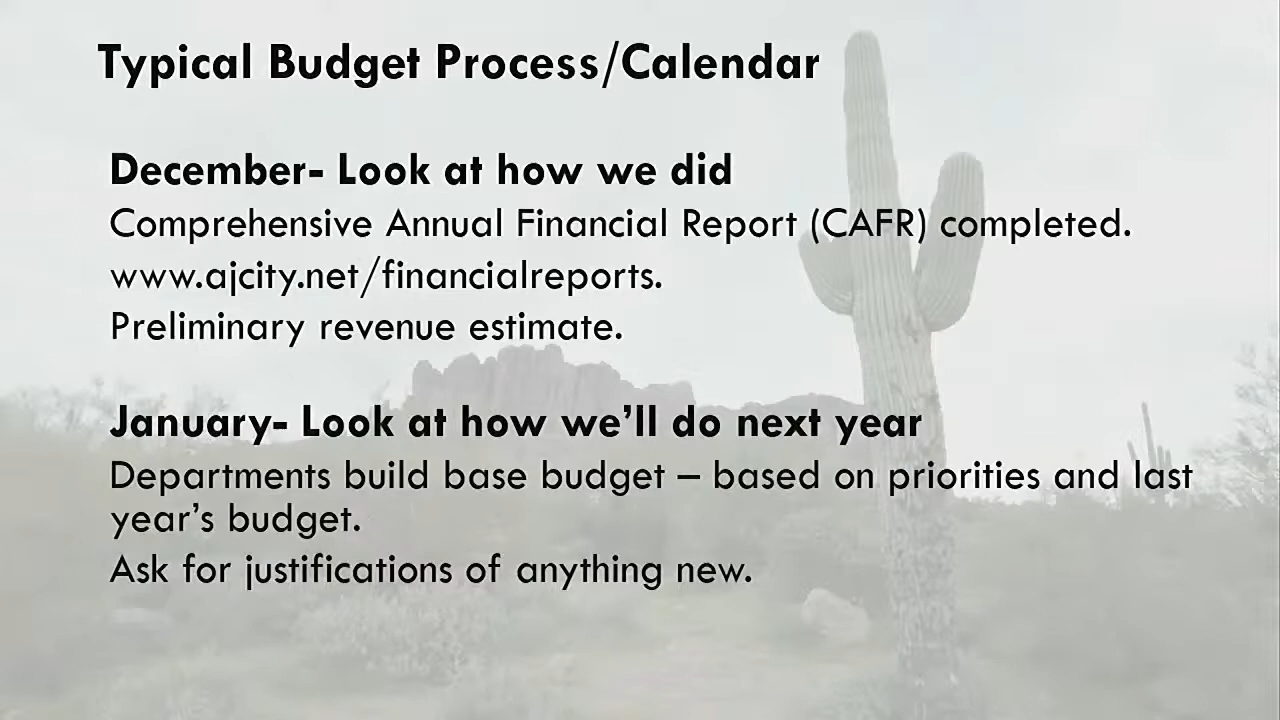 Typical Budget Process/Calendar
December- Look at how we did
Comprehensive Annual Financial Report (CAFR) completed.
www.ajcity.net/financialreports.
Preliminary revenue estimate.
January- Look at how we’ll do next year
Departments build base budget – based on priorities and last
year’s budget.
Ask for justifications of anything new.